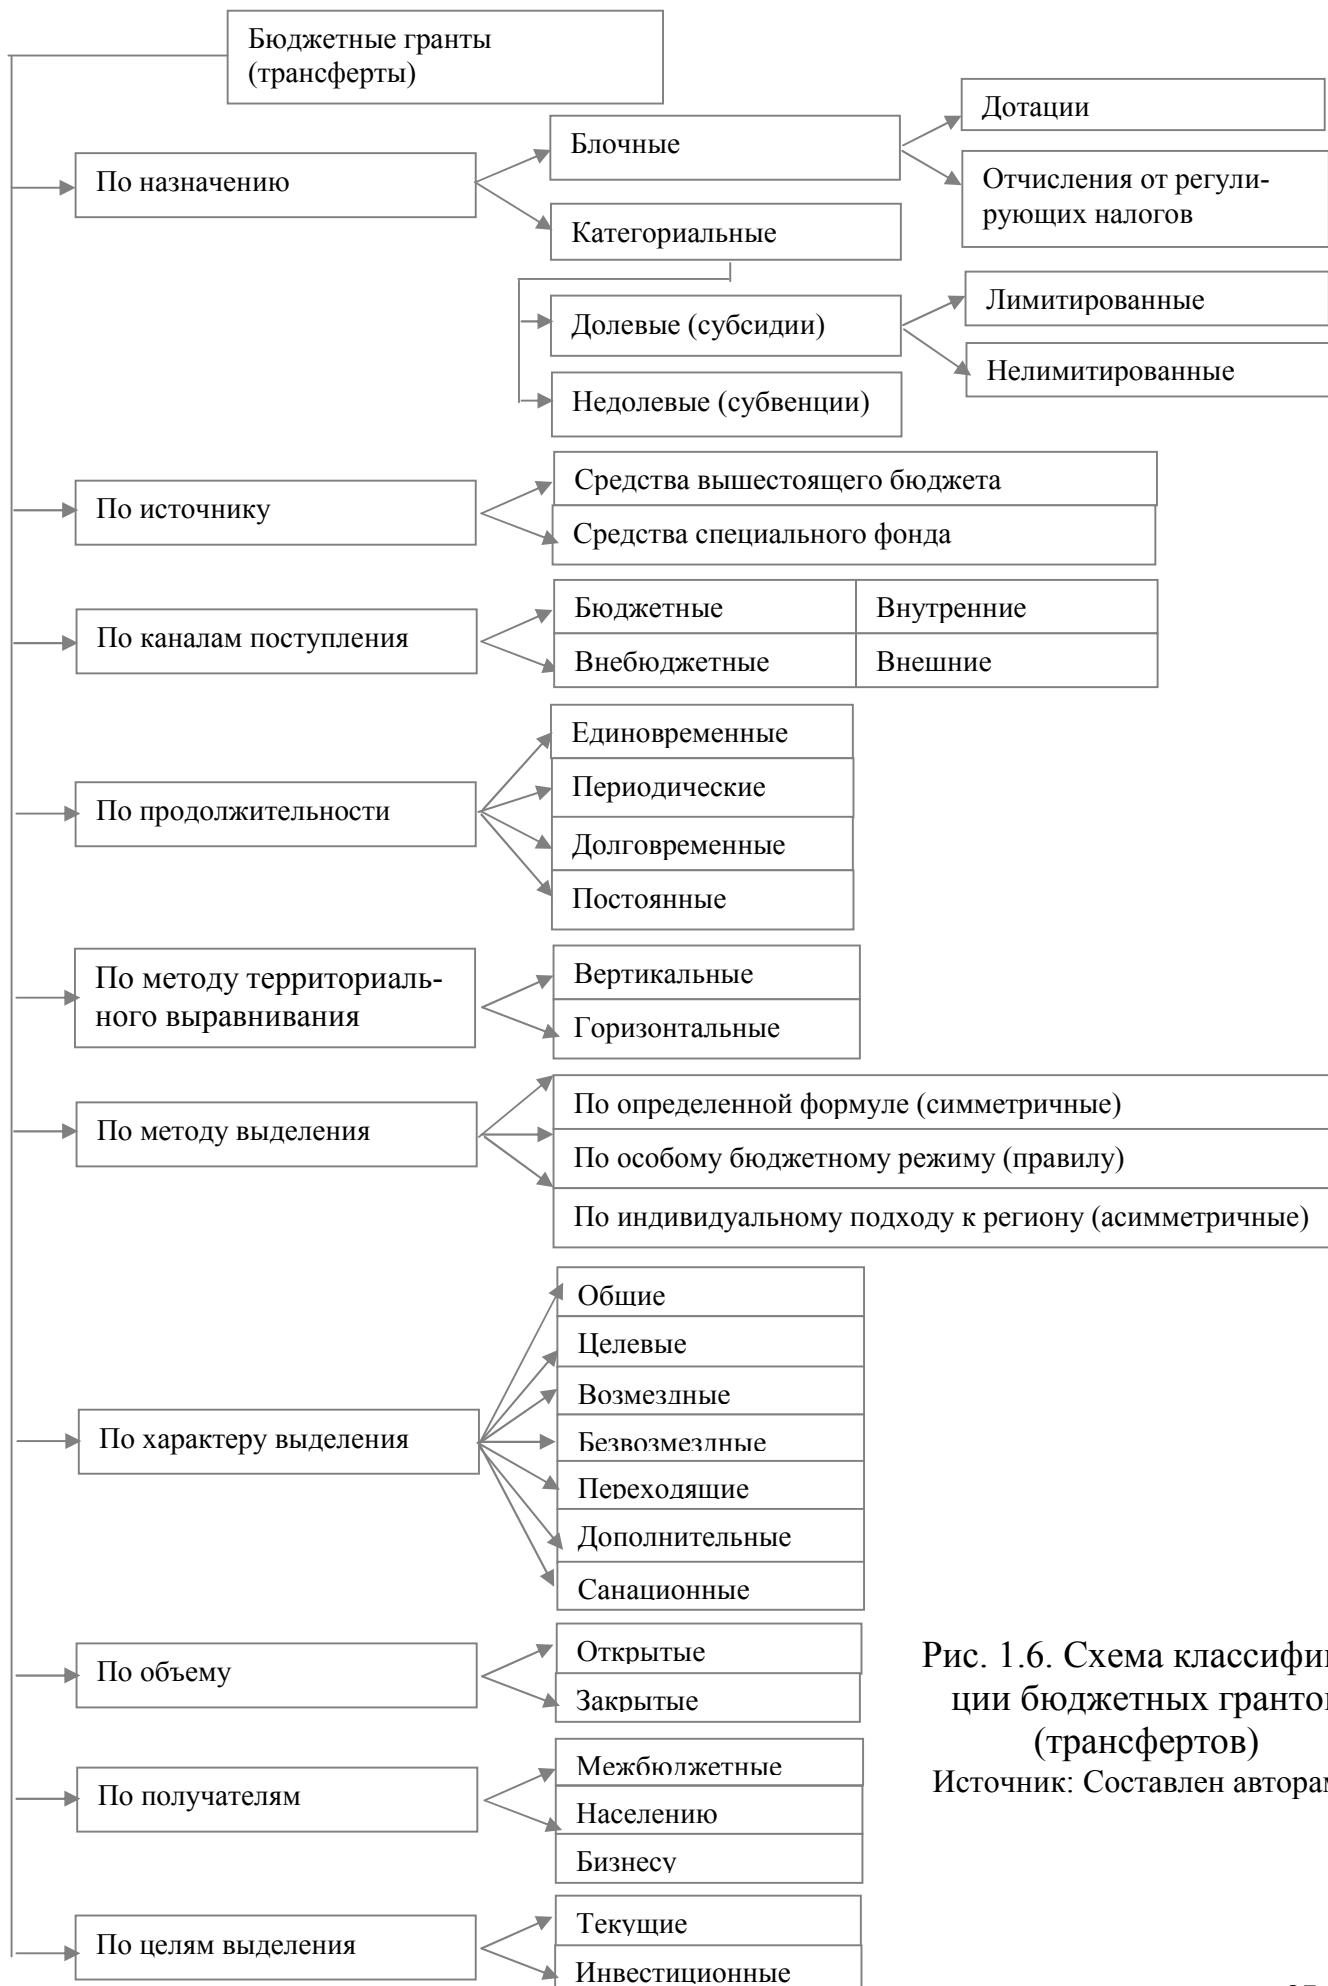 Бюджетные гранты
(трансферты)
По назначению
Блочные
Дотации
Отчисления от регули-
рующих налогов
Категориальные
Долевые (субсидии)
Лимитированные
Нелимитированные
Недолевые (субвенции)
По источнику
Средства вышестоящего бюджета
Средства специального фонда
По каналам поступления
Бюджетные
Внутренние
Внебюджетные
Внешние
По продолжительности
Единовременные
Периодические
Долговременные
Постоянные
По методу территориаль-
ного выравнивания
Вертикальные
Горизонтальные
По методу выделения
По определенной формуле (симметричные)
По особому бюджетному режиму (правилу)
По индивидуальному подходу к региону (асимметричные)
По характеру выделения
Общие
Целевые
Возмездные
Безвозмездные
Переходящие
Дополнительные
Санационные
По объему
Открытые
Закрытые
Рис. 1.6. Схема классифи
ции бюджетных гранто
(трансфертов)
Источник: Составлен автора
По получателям
Межбюджетные
Населению
Бизнесу
По целям выделения
Текущие
Инвестиционные